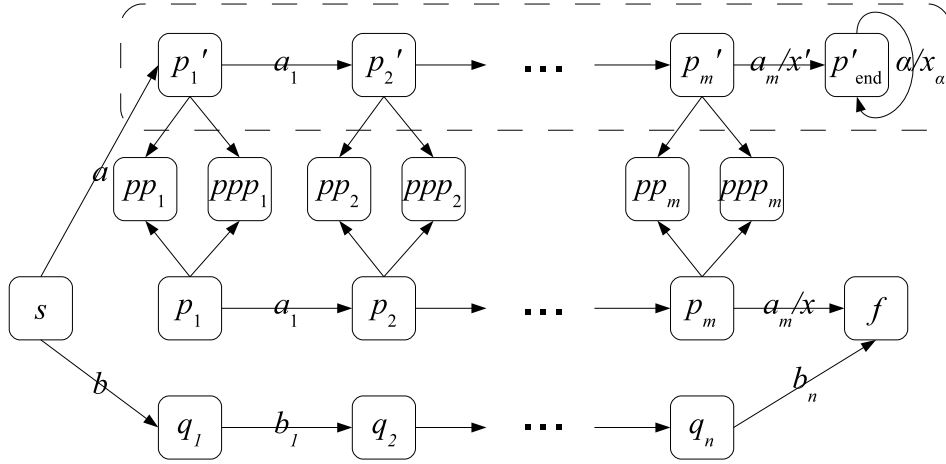 p₁′ a₁ p₂′ ... pₘ′ aₘ/x′ p′ₑₙd α/x_α
a pp₁ ppp₁ pp₂ ppp₂ ppₘ pppₘ
s p₁ a₁ p₂ ... pₘ aₘ/x f
b q₁ b₁ q₂ ... qₙ bₙ